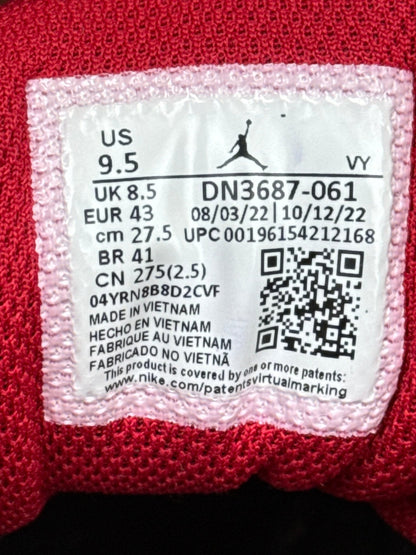 US
9.5
VY
UK 8.5 DN3687-061
EUR 43 08/03/22|10/12/22
cm 27.5 UPC00196154212168
BR 41
CN 275(2.5)
04YRN8B8D2CVF
MADE IN VIETNAM
HECHO EN VIETNAM
FABRIQUE AU VIETNAM
FABRICADO NO VIETNÃ
This product is covered by one or more patents:
www.nike.com/patentsvirtualmarking